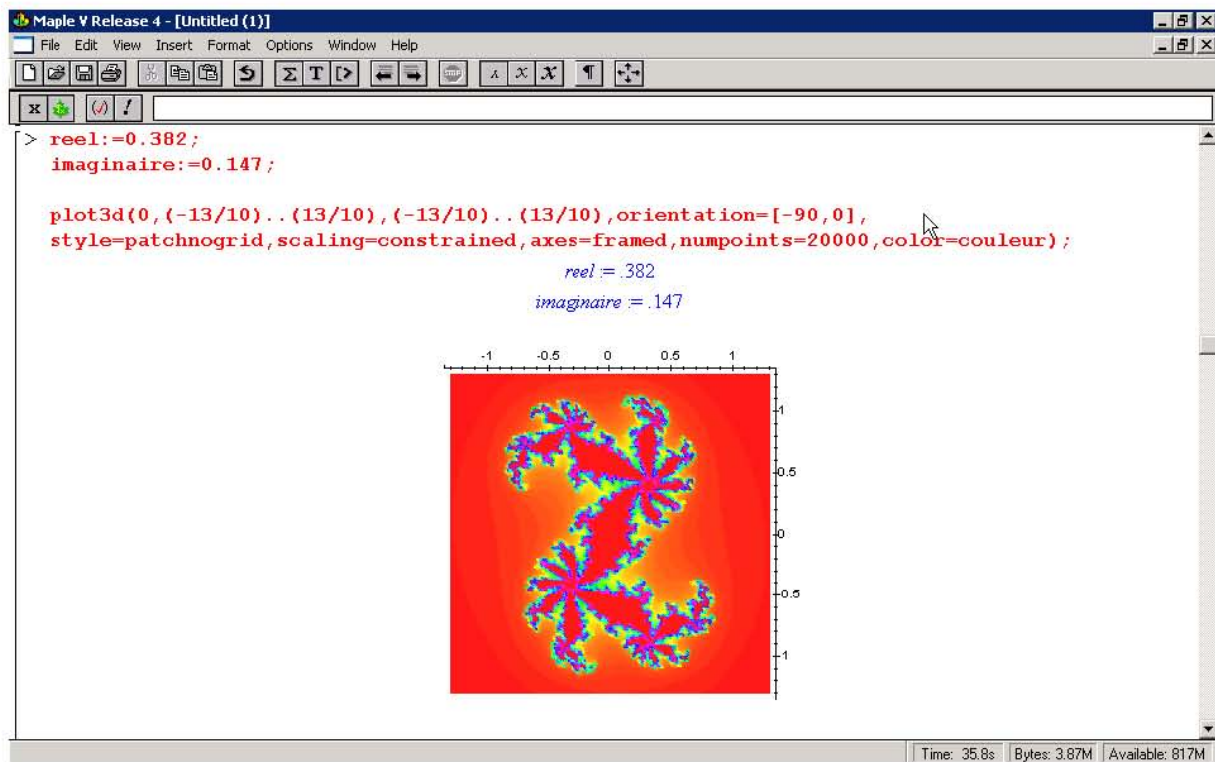 Maple V Release 4 - [Untitled (1)]
File Edit View Insert Format Options Window Help
Σ T [>
STOP
x x x ¶
x (√) !
> reel:=0.382;
imaginaire:=0.147;
plot3d(0,(-13/10)..(13/10),(-13/10)..(13/10),orientation=[-90,0],
style=patchnogrid,scaling=constrained,axes=framed,numpoints=20000,color=couleur);
reel := .382
imaginaire := .147
-1 -0.5 0 0.5 1
-1
-0.5
-0
-0.5
-1
Time: 35.8s Bytes: 3.87M Available: 817M